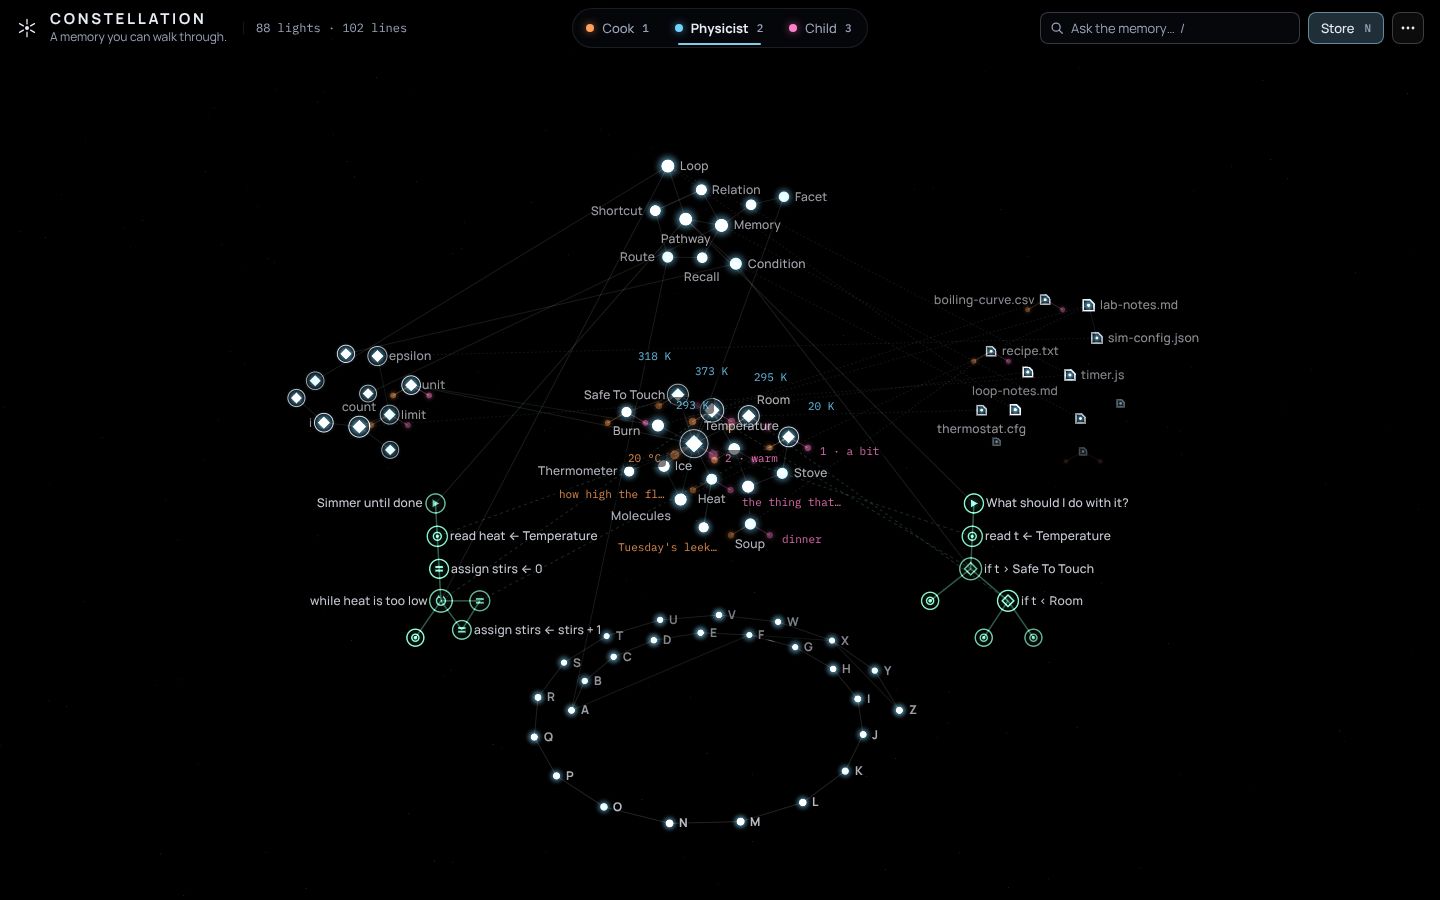 CONSTELLATION
A memory you can walk through.
88 lights · 102 lines
Cook 1
Physicist 2
Child 3
Ask the memory… /
Store N
Loop
Relation
Facet
Shortcut
Memory
Pathway
Route
Recall
Condition
boiling-curve.csv
lab-notes.md
sim-config.json
recipe.txt
timer.js
loop-notes.md
thermostat.cfg
epsilon
unit
count
limit
i
318 K
373 K
295 K
Safe To Touch
293 K
Room
20 K
Burn
Temperature
20 °C
2 · warm
1 · a bit
Thermometer
Ice
Stove
how high the fl…
Heat
the thing that…
Molecules
Tuesday's leek…
Soup
dinner
Simmer until done
read heat ← Temperature
assign stirs ← 0
while heat is too low
assign stirs ← stirs + 1
What should I do with it?
read t ← Temperature
if t > Safe To Touch
if t < Room
A
B
C
D
E
F
G
H
I
J
K
L
M
N
O
P
Q
R
S
T
U
V
W
X
Y
Z